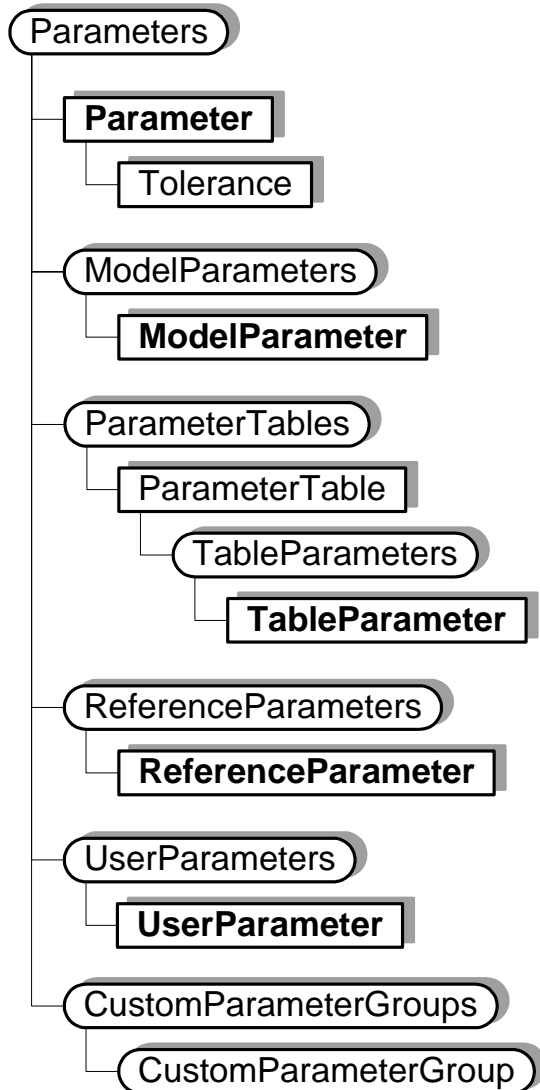 Parameters
Parameter
Tolerance
ModelParameters
ModelParameter
ParameterTables
ParameterTable
TableParameters
TableParameter
ReferenceParameters
ReferenceParameter
UserParameters
UserParameter
CustomParameterGroups
CustomParameterGroup